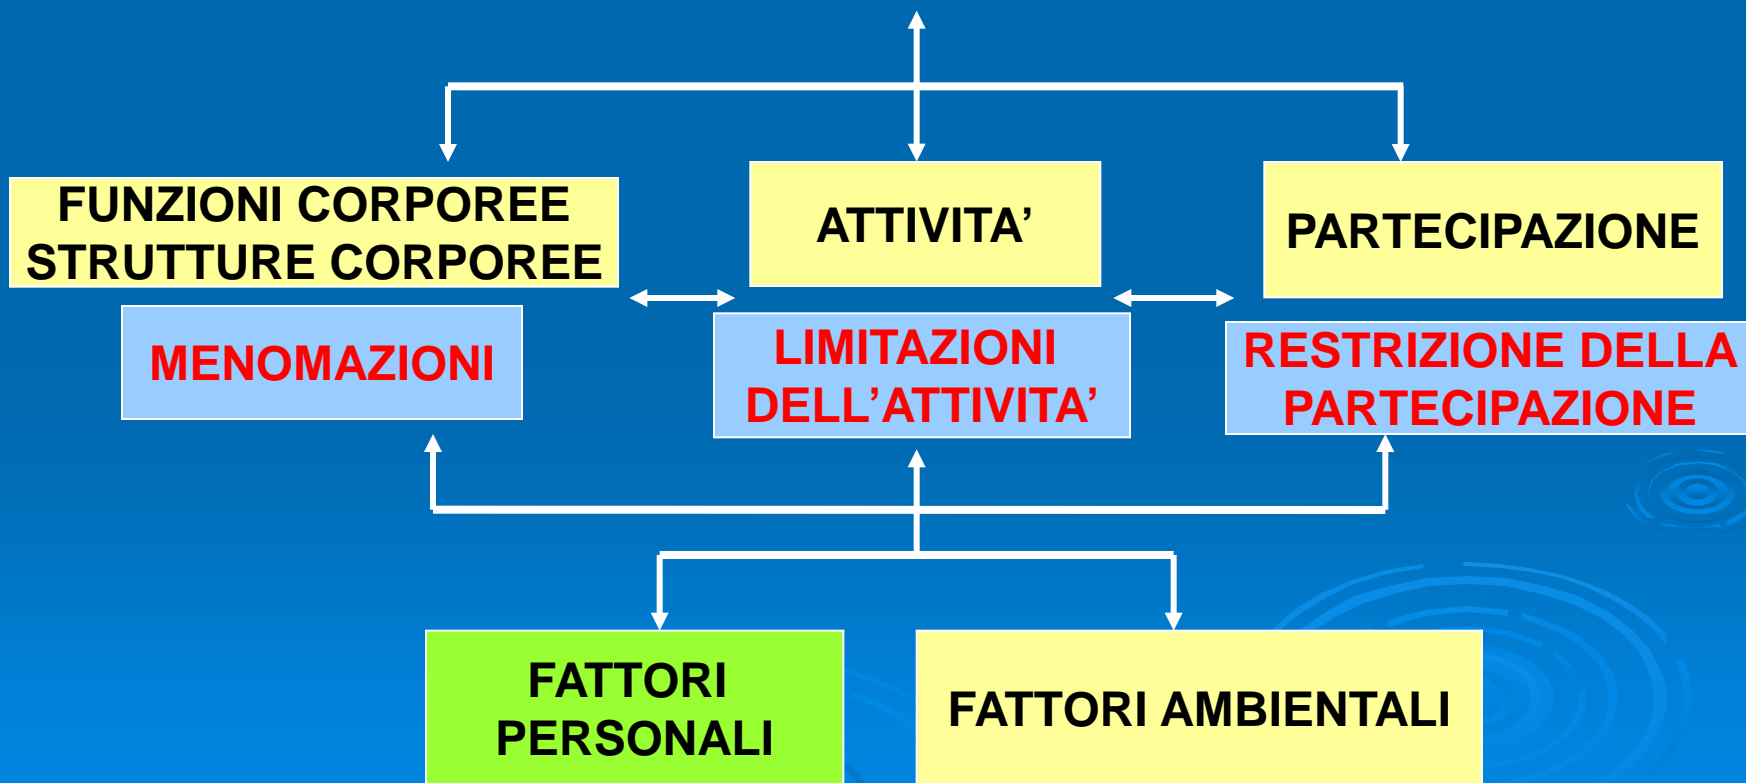 FUNZIONI CORPOREE
STRUTTURE CORPOREE
ATTIVITA’
PARTECIPAZIONE
MENOMAZIONI
LIMITAZIONI
DELL’ATTIVITA’
RESTRIZIONE DELLA
PARTECIPAZIONE
FATTORI
PERSONALI
FATTORI AMBIENTALI